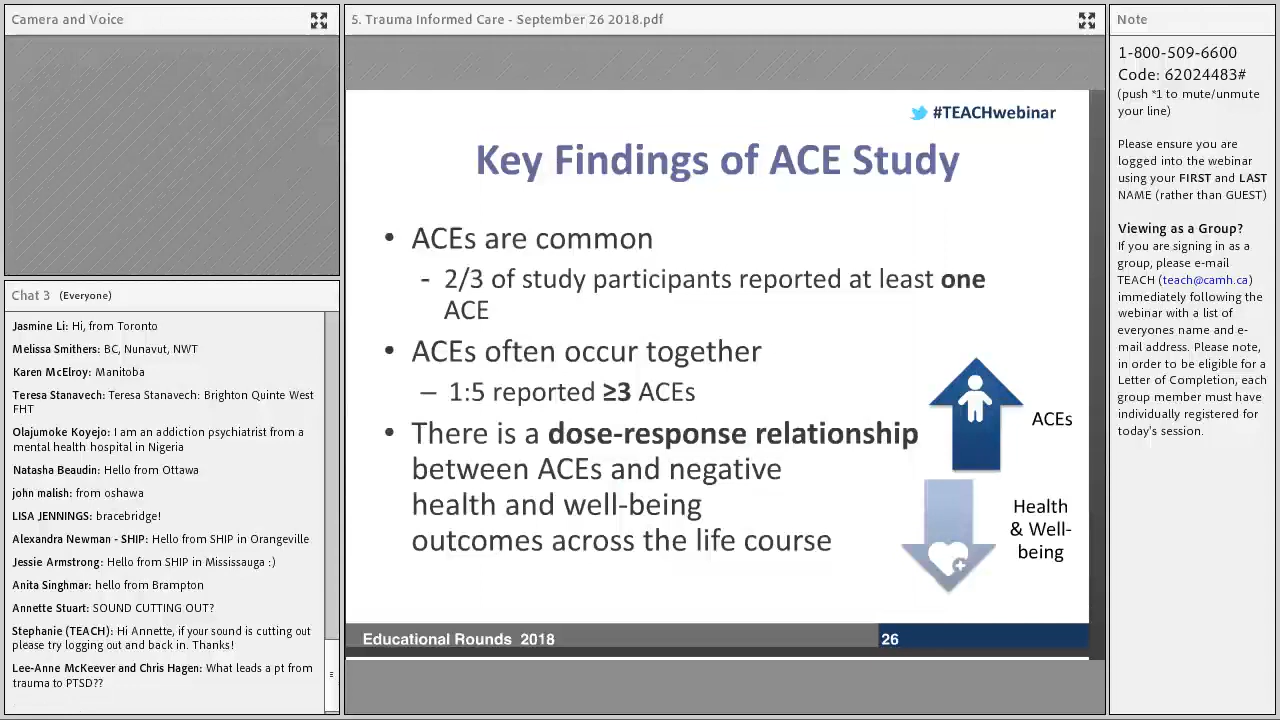 Camera and Voice
Chat 3 (Everyone)
Jasmine Li: Hi, from Toronto
Melissa Smithers: BC, Nunavut, NWT
Karen McElroy: Manitoba
Teresa Stanavech: Teresa Stanavech: Brighton Quinte West
FHT
Olajumoke Koyejo: I am an addiction psychiatrist from a
mental health hospital in Nigeria
Natasha Beaudin: Hello from Ottawa
john malish: from oshawa
LISA JENNINGS: bracebridge!
Alexandra Newman - SHIP: Hello from SHIP in Orangeville
Jessie Armstrong: Hello from SHIP in Mississauga :)
Anita Singhmar: hello from Brampton
Annette Stuart: SOUND CUTTING OUT?
Stephanie (TEACH): Hi Annette, if your sound is cutting out
please try logging out and back in. Thanks!
Lee-Anne McKeever and Chris Hagen: What leads a pt from
trauma to PTSD??
5. Trauma Informed Care - September 26 2018.pdf
#TEACHwebinar
Key Findings of ACE Study
• ACEs are common
- 2/3 of study participants reported at least one
ACE
• ACEs often occur together
– 1:5 reported ≥3 ACEs
• There is a dose-response relationship
between ACEs and negative
health and well-being
outcomes across the life course
ACEs
Health
& Well-
being
Educational Rounds 2018
26
Note
1-800-509-6600
Code: 62024483#
(push *1 to mute/unmute
your line)
Please ensure you are
logged into the webinar
using your FIRST and LAST
NAME (rather than GUEST)
Viewing as a Group?
If you are signing in as a
group, please e-mail
TEACH (teach@camh.ca)
immediately following the
webinar with a list of
everyones name and e-
mail address. Please note,
in order to be eligible for a
Letter of Completion, each
group member must have
individually registered for
today's session.